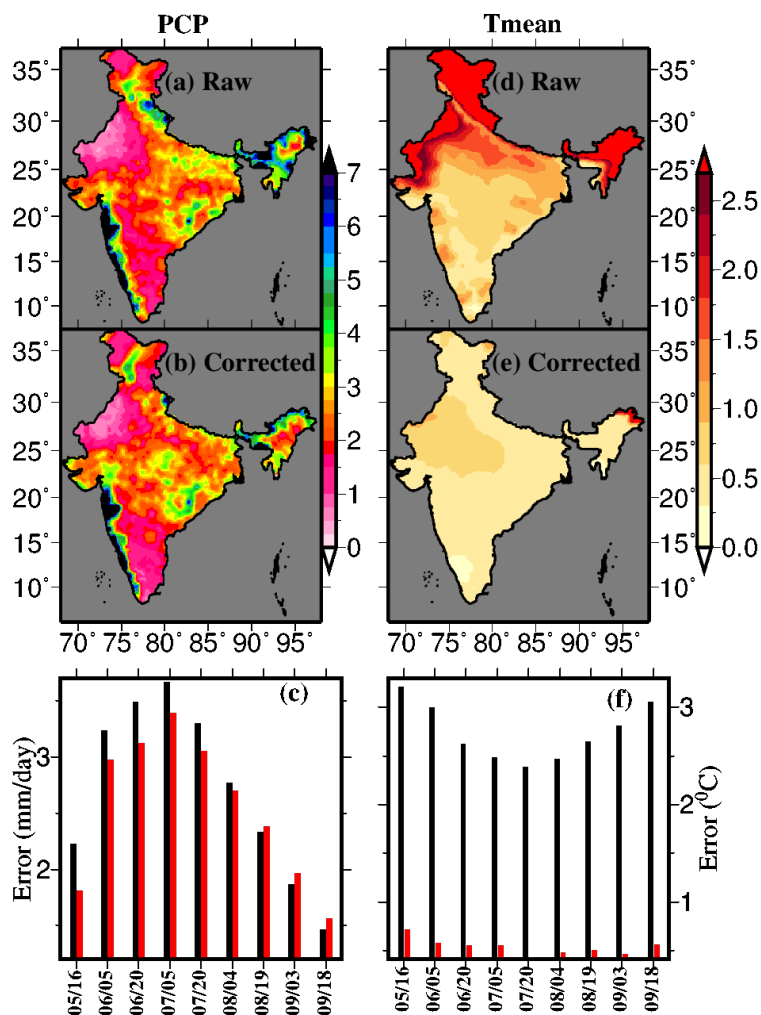 PCP Tmean
(a) Raw
(d) Raw
35° 30° 25° 20° 15° 10°
7 6 5 4 3 2 1 0
35° 30° 25° 20° 15° 10°
2.5 2.0 1.5 1.0 0.5 0.0
(b) Corrected
(e) Corrected
35° 30° 25° 20° 15° 10°
35° 30° 25° 20° 15° 10°
70° 75° 80° 85° 90° 95°
70° 75° 80° 85° 90° 95°
(c)
Error (mm/day)
3
2
05/16 06/05 06/20 07/05 07/20 08/04 08/19 09/03 09/18
(f)
3
2
1
Error (⁰C)
05/16 06/05 06/20 07/05 07/20 08/04 08/19 09/03 09/18